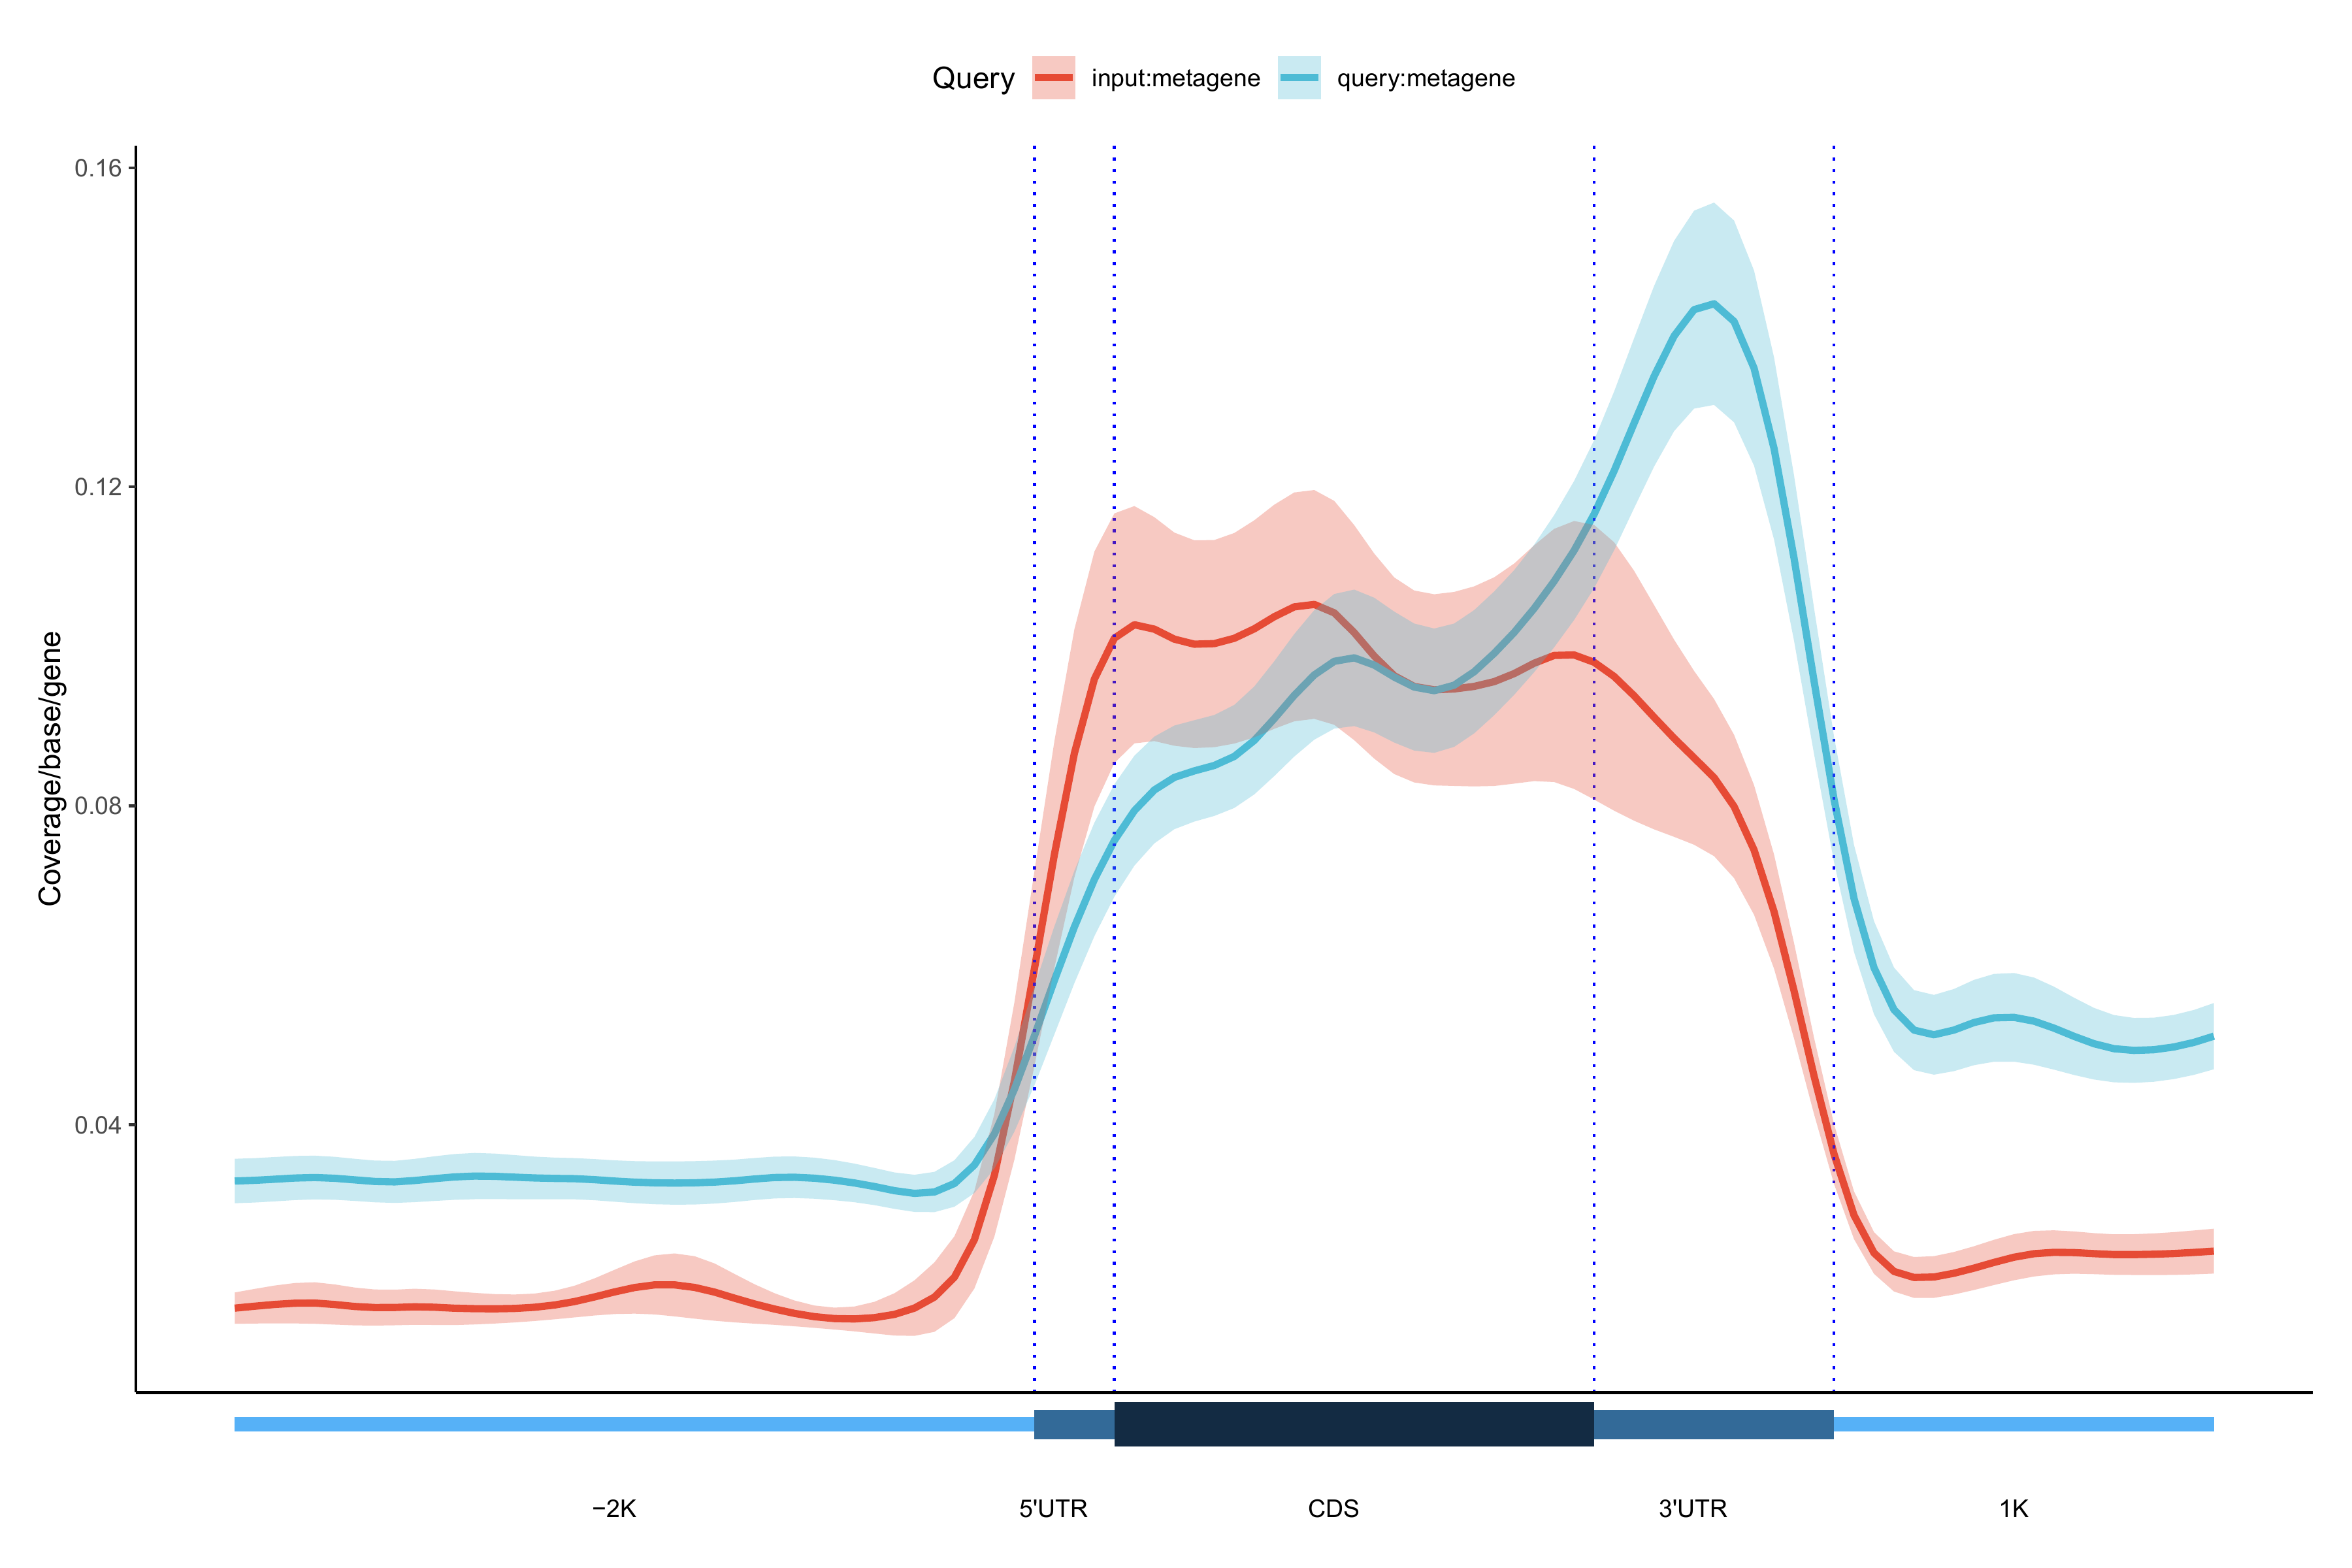 Query input:metagene query:metagene
0.16
0.12
0.08
0.04
Coverage/base/gene
−2K 5'UTR CDS 3'UTR 1K